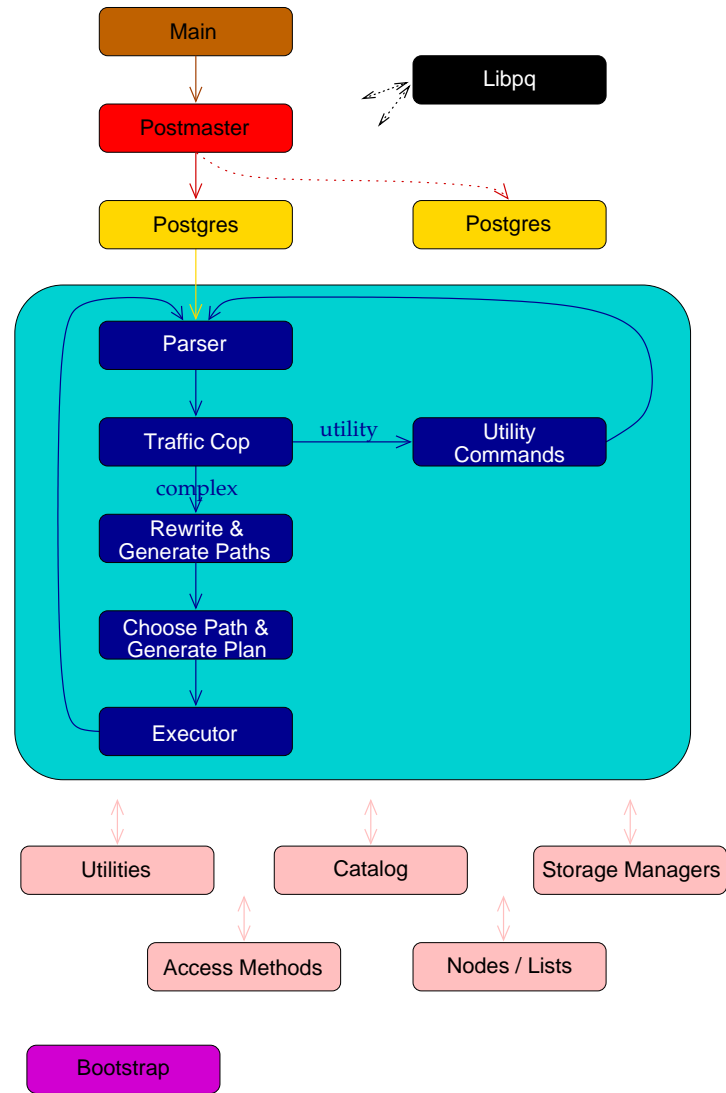 Main
Libpq
Postmaster
Postgres
Postgres
Parser
Traffic Cop
utility
Utility
Commands
complex
Rewrite &
Generate Paths
Choose Path &
Generate Plan
Executor
Utilities
Catalog
Storage Managers
Access Methods
Nodes / Lists
Bootstrap